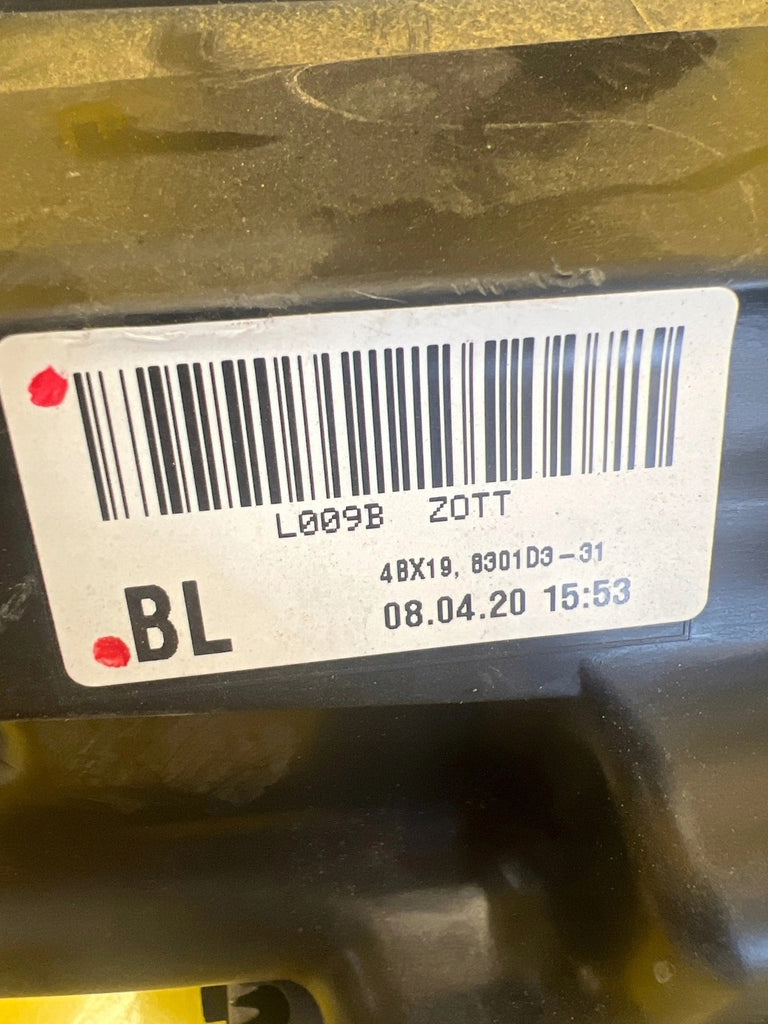 L009B ZOTT
4BX19, 8301D3-31
BL
08.04.20 15:53